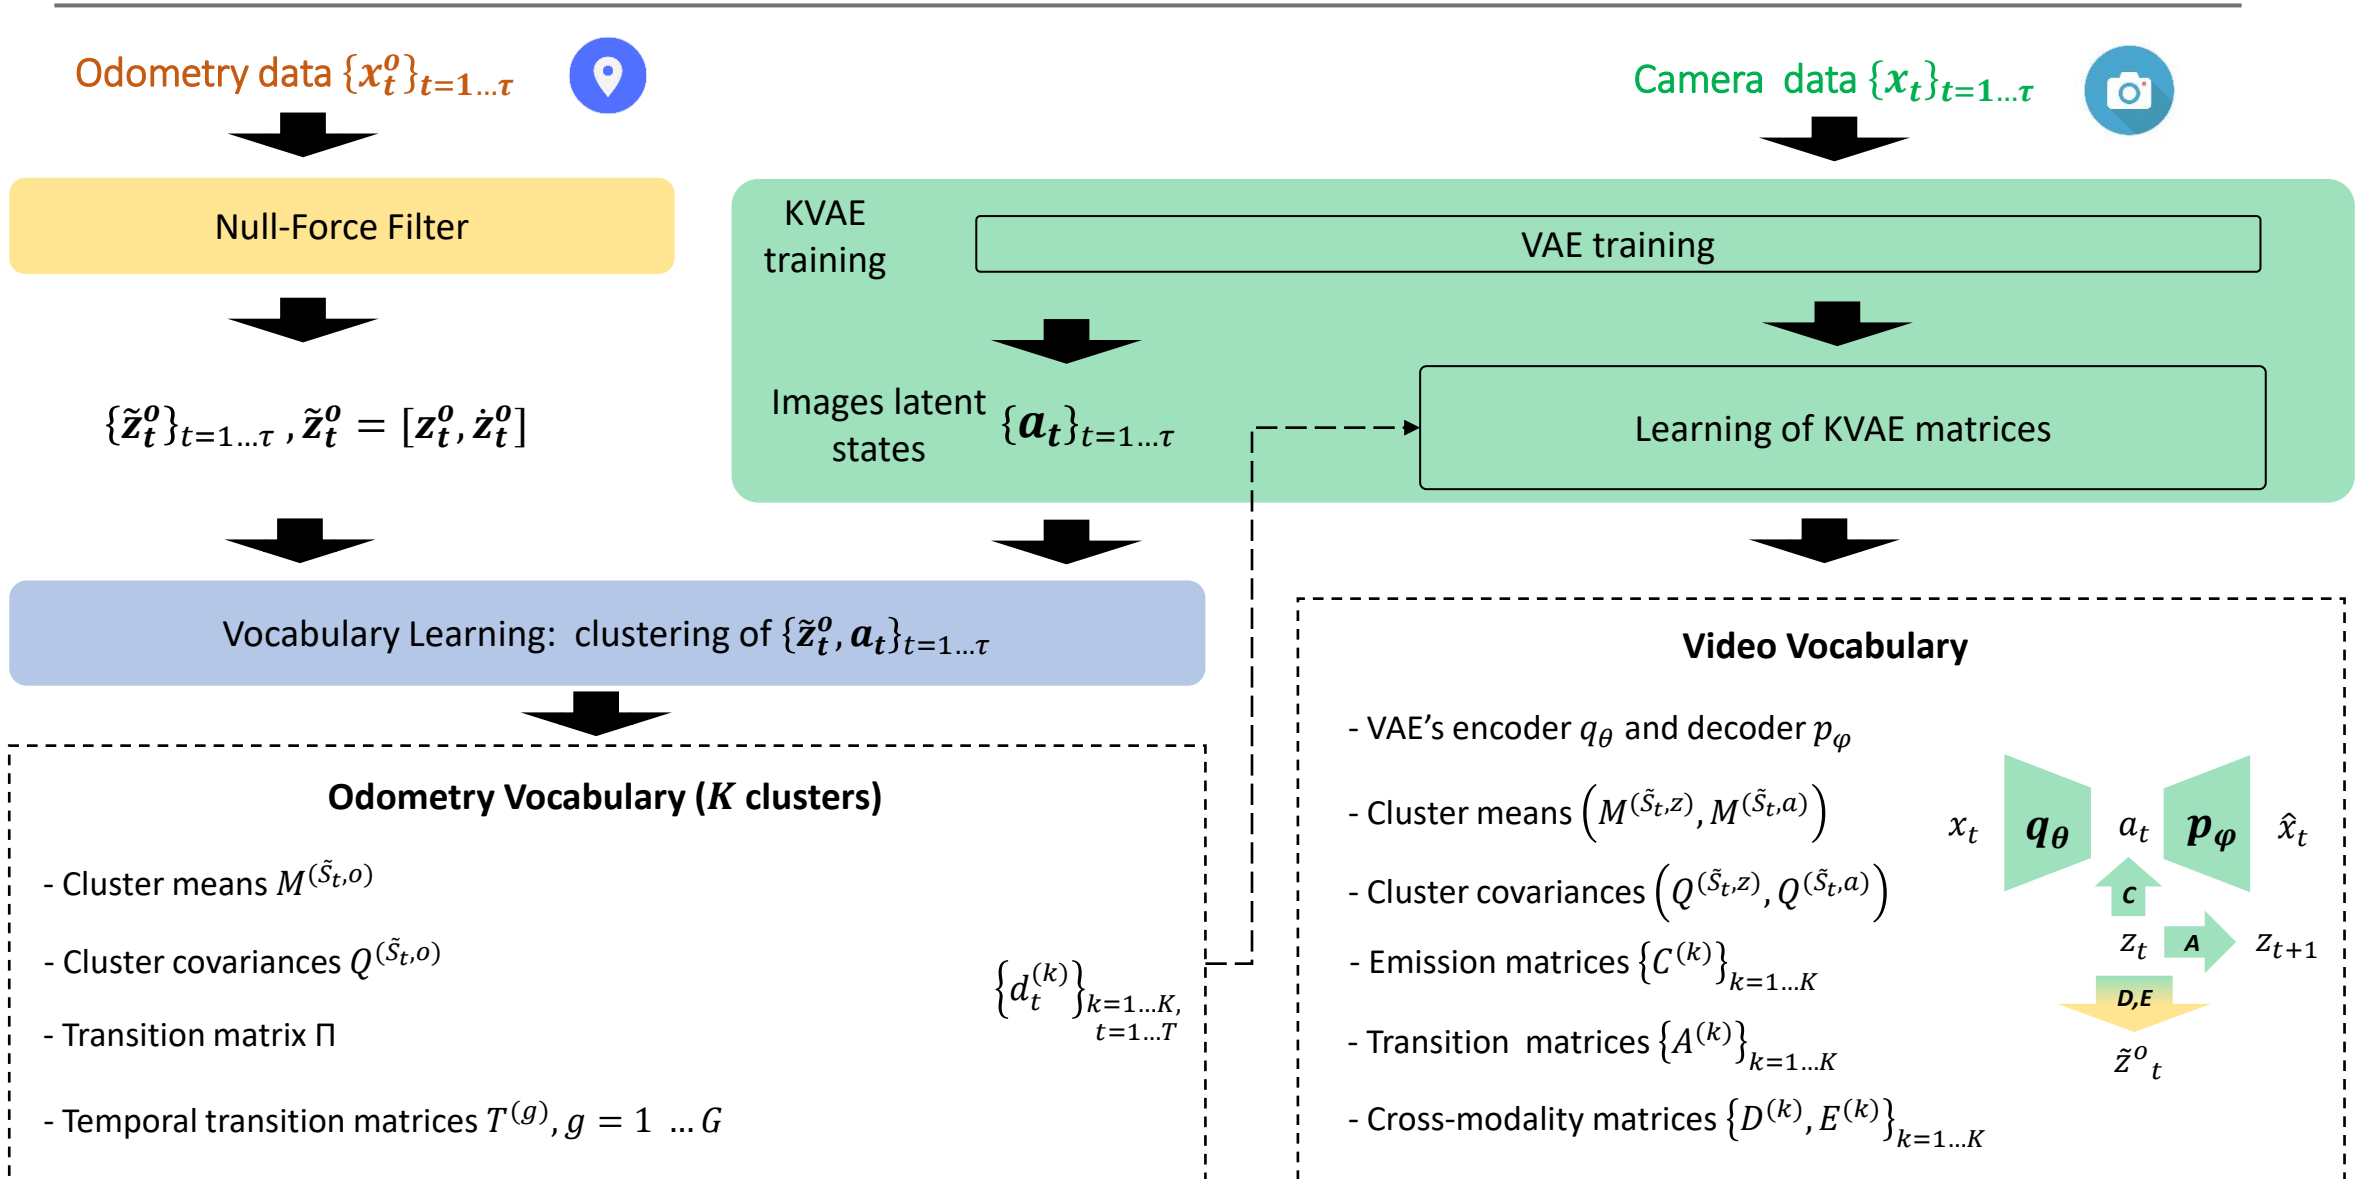 Odometry data {x_t^o}_{t=1…τ}
Camera data {x_t}_{t=1…τ}
Null-Force Filter
KVAE
training
VAE training
{z̃_t^o}_{t=1…τ}, z̃_t^o = [z_t^o, ż_t^o]
Images latent
states
{a_t}_{t=1…τ}
Learning of KVAE matrices
Vocabulary Learning: clustering of {z̃_t^o, a_t}_{t=1…τ}
Odometry Vocabulary (K clusters)
- Cluster means M^{(S̃_t,o)}
- Cluster covariances Q^{(S̃_t,o)}
- Transition matrix Π
- Temporal transition matrices T^{(g)}, g = 1 … G
{d_t^{(k)}}_{k=1…K,
t=1…T}
Video Vocabulary
- VAE’s encoder q_θ and decoder p_φ
- Cluster means (M^{(S̃_t,z)}, M^{(S̃_t,a)})
- Cluster covariances (Q^{(S̃_t,z)}, Q^{(S̃_t,a)})
- Emission matrices {C^{(k)}}_{k=1…K}
- Transition matrices {A^{(k)}}_{k=1…K}
- Cross-modality matrices {D^{(k)}, E^{(k)}}_{k=1…K}
x_t q_θ a_t p_φ x̂_t
C
z_t A z_{t+1}
D,E
z̃^o_t